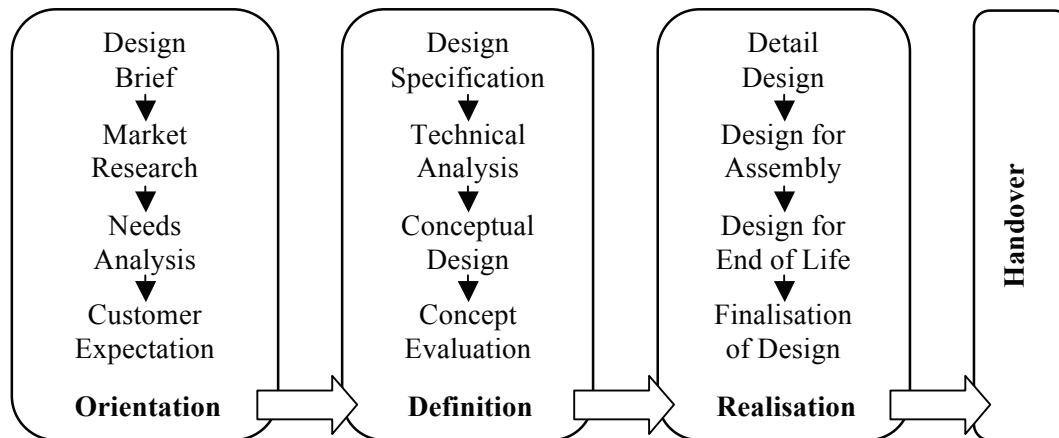 Design
Brief
Market
Research
Needs
Analysis
Customer
Expectation
Orientation
Design
Specification
Technical
Analysis
Conceptual
Design
Concept
Evaluation
Definition
Detail
Design
Design for
Assembly
Design for
End of Life
Finalisation
of Design
Realisation
Handover